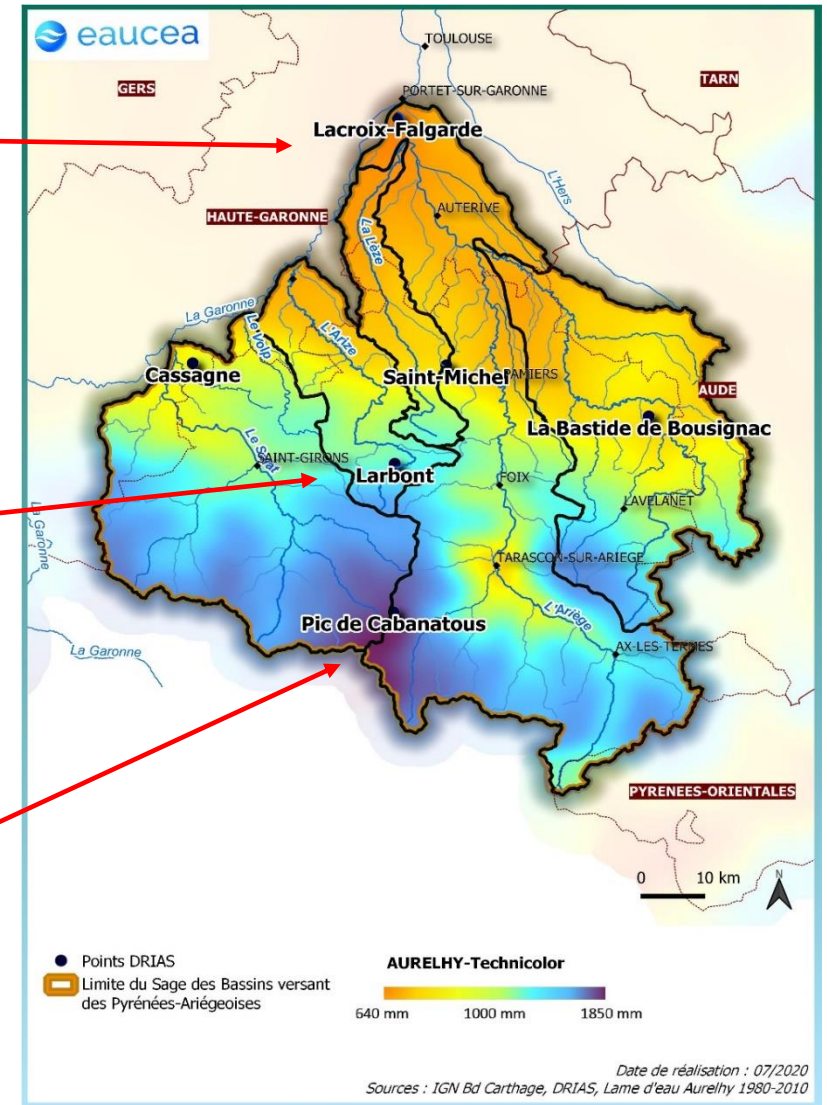 eaucea
TOULOUSE
GERS
TARN
PORTET-SUR-GARONNE
Lacroix-Falgarde
L'Hers
AUTERIVE
HAUTE-GARONNE
La Lèze
La Garonne
Le Volp
L'Arize
Cassagne
Saint-Michel
PAMIERS
AUDE
La Bastide de Bousignac
Le Salat
SAINT-GIRONS
Larbont
FOIX
LAVELANET
La Garonne
TARASCON-SUR-ARIEGE
L'Ariège
Pic de Cabanatous
AX-LES-TERMES
La Garonne
PYRENEES-ORIENTALES
0 10 km
N
Points DRIAS
Limite du Sage des Bassins versant
des Pyrénées-Ariégeoises
AURELHY-Technicolor
640 mm 1000 mm 1850 mm
Date de réalisation : 07/2020
Sources : IGN Bd Carthage, DRIAS, Lame d'eau Aurelhy 1980-2010